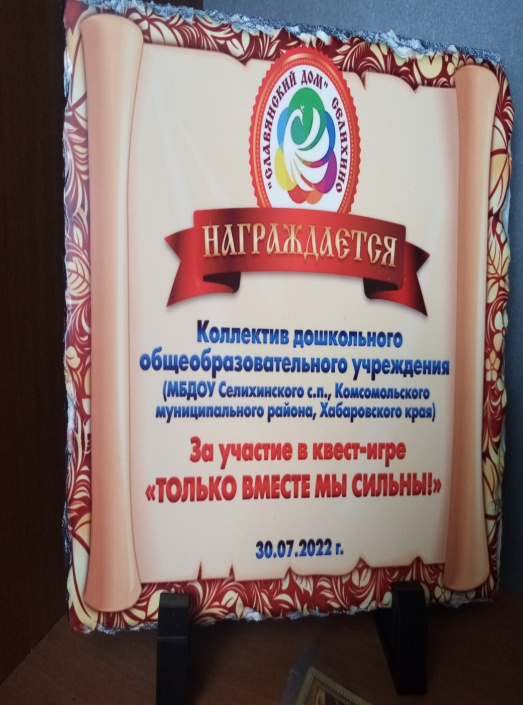 "СЛАВЯНСКИЙ ДОМ" СЕЛИХИНО
НАГРАЖДАЕТСЯ
Коллектив дошкольного
общеобразовательного учреждения
(МБДОУ Селихинского с.п., Комсомольского
муниципального района, Хабаровского края)
За участие в квест-игре
«ТОЛЬКО ВМЕСТЕ МЫ СИЛЬНЫ!»
30.07.2022 г.